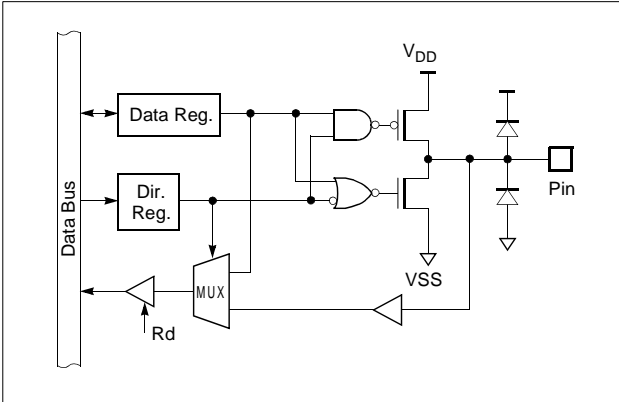 VDD
Data Reg.
Pin
Dir.
Reg.
Data Bus
VSS
MUX
Rd